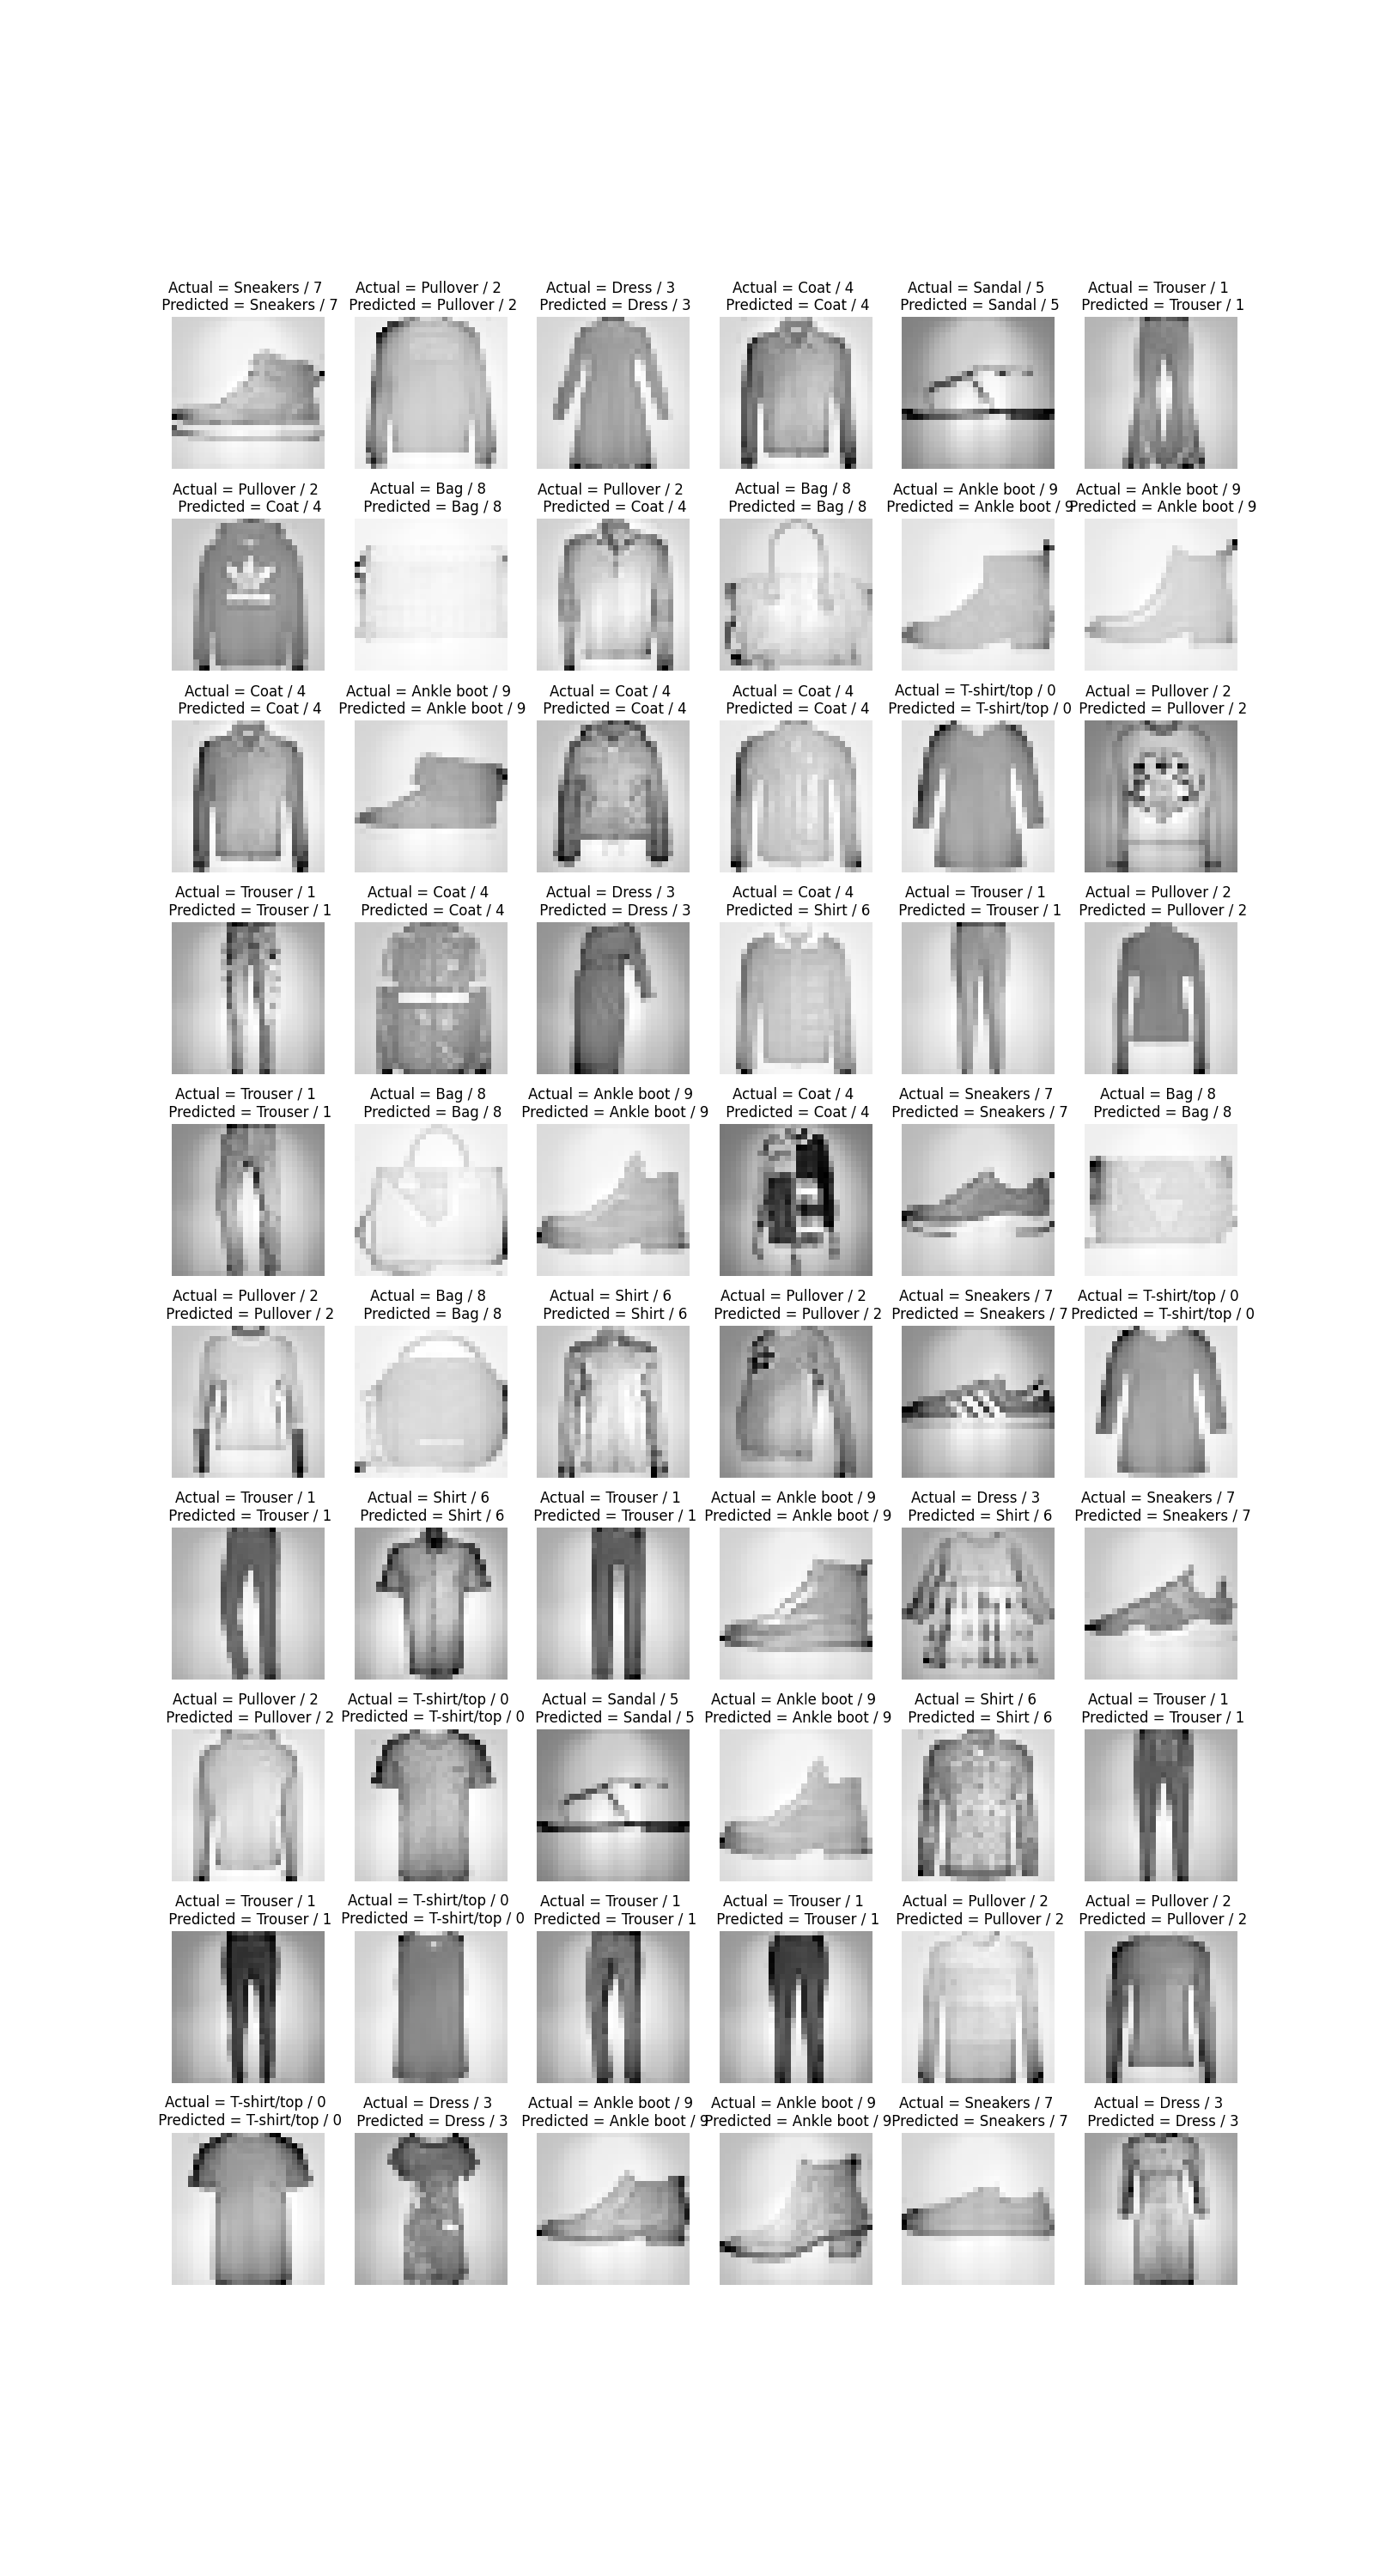 Actual = Sneakers / 7
Predicted = Sneakers / 7
Actual = Pullover / 2
Predicted = Pullover / 2
Actual = Dress / 3
Predicted = Dress / 3
Actual = Coat / 4
Predicted = Coat / 4
Actual = Sandal / 5
Predicted = Sandal / 5
Actual = Trouser / 1
Predicted = Trouser / 1
Actual = Pullover / 2
Predicted = Coat / 4
Actual = Bag / 8
Predicted = Bag / 8
Actual = Pullover / 2
Predicted = Coat / 4
Actual = Bag / 8
Predicted = Bag / 8
Actual = Ankle boot / 9
Predicted = Ankle boot / 9
Actual = Ankle boot / 9
Predicted = Ankle boot / 9
Actual = Coat / 4
Predicted = Coat / 4
Actual = Ankle boot / 9
Predicted = Ankle boot / 9
Actual = Coat / 4
Predicted = Coat / 4
Actual = Coat / 4
Predicted = Coat / 4
Actual = T-shirt/top / 0
Predicted = T-shirt/top / 0
Actual = Pullover / 2
Predicted = Pullover / 2
Actual = Trouser / 1
Predicted = Trouser / 1
Actual = Coat / 4
Predicted = Coat / 4
Actual = Dress / 3
Predicted = Dress / 3
Actual = Coat / 4
Predicted = Shirt / 6
Actual = Trouser / 1
Predicted = Trouser / 1
Actual = Pullover / 2
Predicted = Pullover / 2
Actual = Trouser / 1
Predicted = Trouser / 1
Actual = Bag / 8
Predicted = Bag / 8
Actual = Ankle boot / 9
Predicted = Ankle boot / 9
Actual = Coat / 4
Predicted = Coat / 4
Actual = Sneakers / 7
Predicted = Sneakers / 7
Actual = Bag / 8
Predicted = Bag / 8
Actual = Pullover / 2
Predicted = Pullover / 2
Actual = Bag / 8
Predicted = Bag / 8
Actual = Shirt / 6
Predicted = Shirt / 6
Actual = Pullover / 2
Predicted = Pullover / 2
Actual = Sneakers / 7
Predicted = Sneakers / 7
Actual = T-shirt/top / 0
Predicted = T-shirt/top / 0
Actual = Trouser / 1
Predicted = Trouser / 1
Actual = Shirt / 6
Predicted = Shirt / 6
Actual = Trouser / 1
Predicted = Trouser / 1
Actual = Ankle boot / 9
Predicted = Ankle boot / 9
Actual = Dress / 3
Predicted = Shirt / 6
Actual = Sneakers / 7
Predicted = Sneakers / 7
Actual = Pullover / 2
Predicted = Pullover / 2
Actual = T-shirt/top / 0
Predicted = T-shirt/top / 0
Actual = Sandal / 5
Predicted = Sandal / 5
Actual = Ankle boot / 9
Predicted = Ankle boot / 9
Actual = Shirt / 6
Predicted = Shirt / 6
Actual = Trouser / 1
Predicted = Trouser / 1
Actual = Trouser / 1
Predicted = Trouser / 1
Actual = T-shirt/top / 0
Predicted = T-shirt/top / 0
Actual = Trouser / 1
Predicted = Trouser / 1
Actual = Trouser / 1
Predicted = Trouser / 1
Actual = Pullover / 2
Predicted = Pullover / 2
Actual = Pullover / 2
Predicted = Pullover / 2
Actual = T-shirt/top / 0
Predicted = T-shirt/top / 0
Actual = Dress / 3
Predicted = Dress / 3
Actual = Ankle boot / 9
Predicted = Ankle boot / 9
Actual = Ankle boot / 9
Predicted = Ankle boot / 9
Actual = Sneakers / 7
Predicted = Sneakers / 7
Actual = Dress / 3
Predicted = Dress / 3